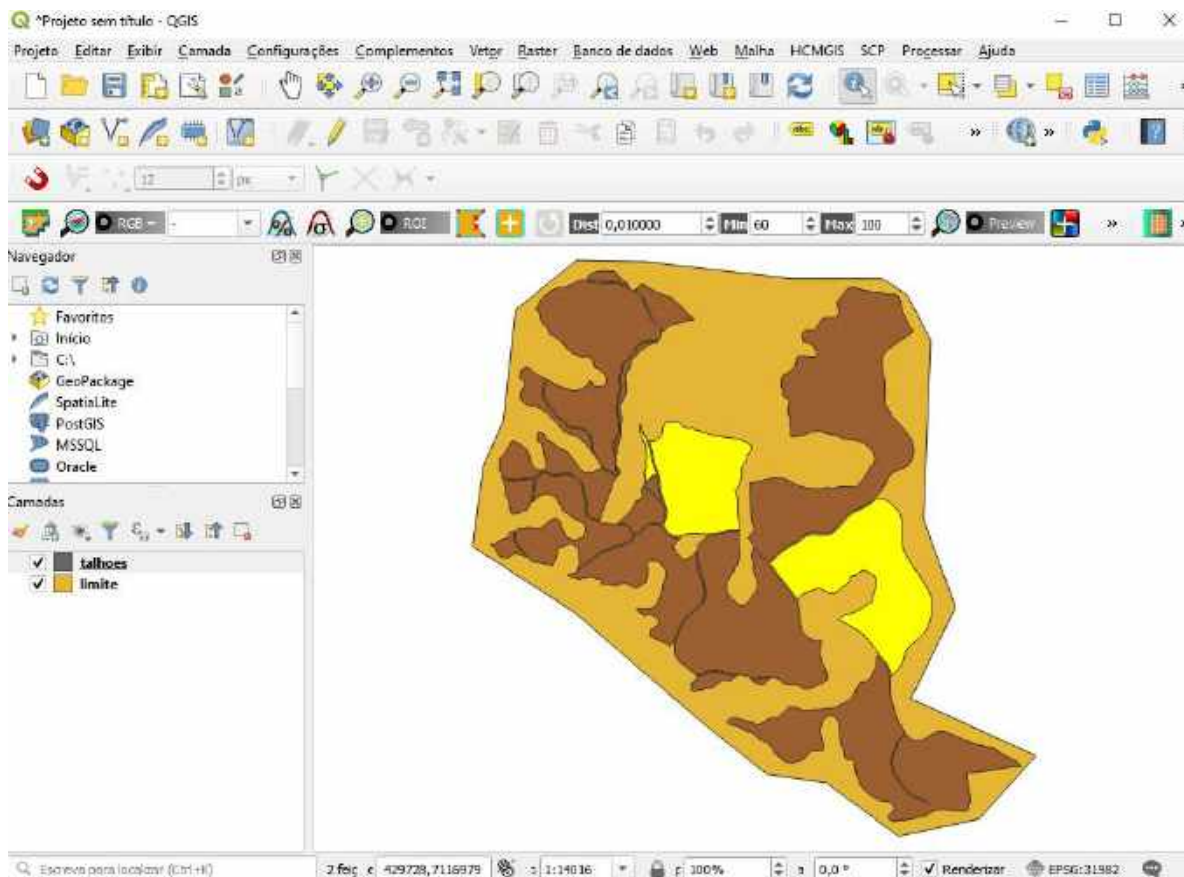 *Projeto sem título - QGIS
Projeto Editar Exibir Camada Configurações Complementos Vetor Raster Banco de dados Web Malha HCMGIS SCP Processar Ajuda
12 px
RGB = - ROI Dist 0,010000 Min 60 Max 100 Preview
Navegador
Favoritos
Início
C:\
GeoPackage
SpatiaLite
PostGIS
MSSQL
Oracle
Camadas
talhoes
limite
Escreva para localizar (Ctrl+K) 2 feiç 429728,7116979 1:14016 100% 0,0 ° Renderizar EPSG:31982